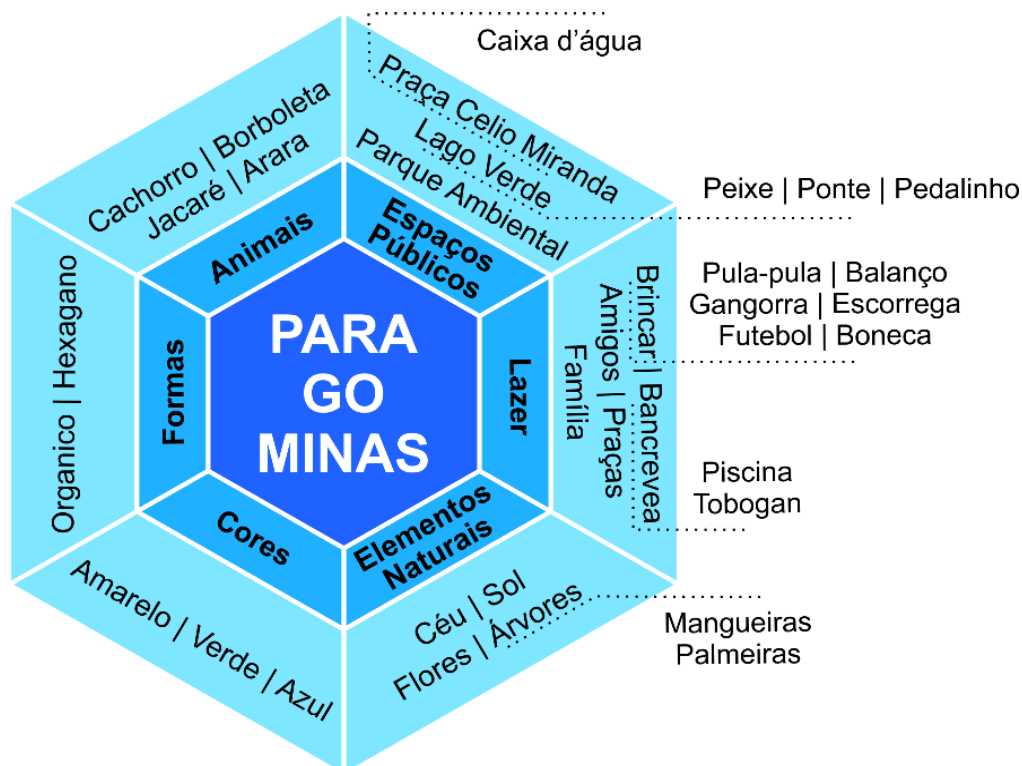 Caixa d'água
Praça Celio Miranda
Lago Verde
Parque Ambiental
Espaços
Públicos
Peixe | Ponte | Pedalinho
Cachorro | Borboleta
Jacaré | Arara
Animais
Pula-pula | Balanço
Gangorra | Escorrega
Futebol | Boneca
Brincar | Bancrevea
Amigos | Praças
Família
Lazer
Piscina
Tobogan
PARA
GO
MINAS
Organico | Hexagano
Formas
Cores
Amarelo | Verde | Azul
Elementos
Naturais
Céu | Sol
Flores | Árvores
Mangueiras
Palmeiras